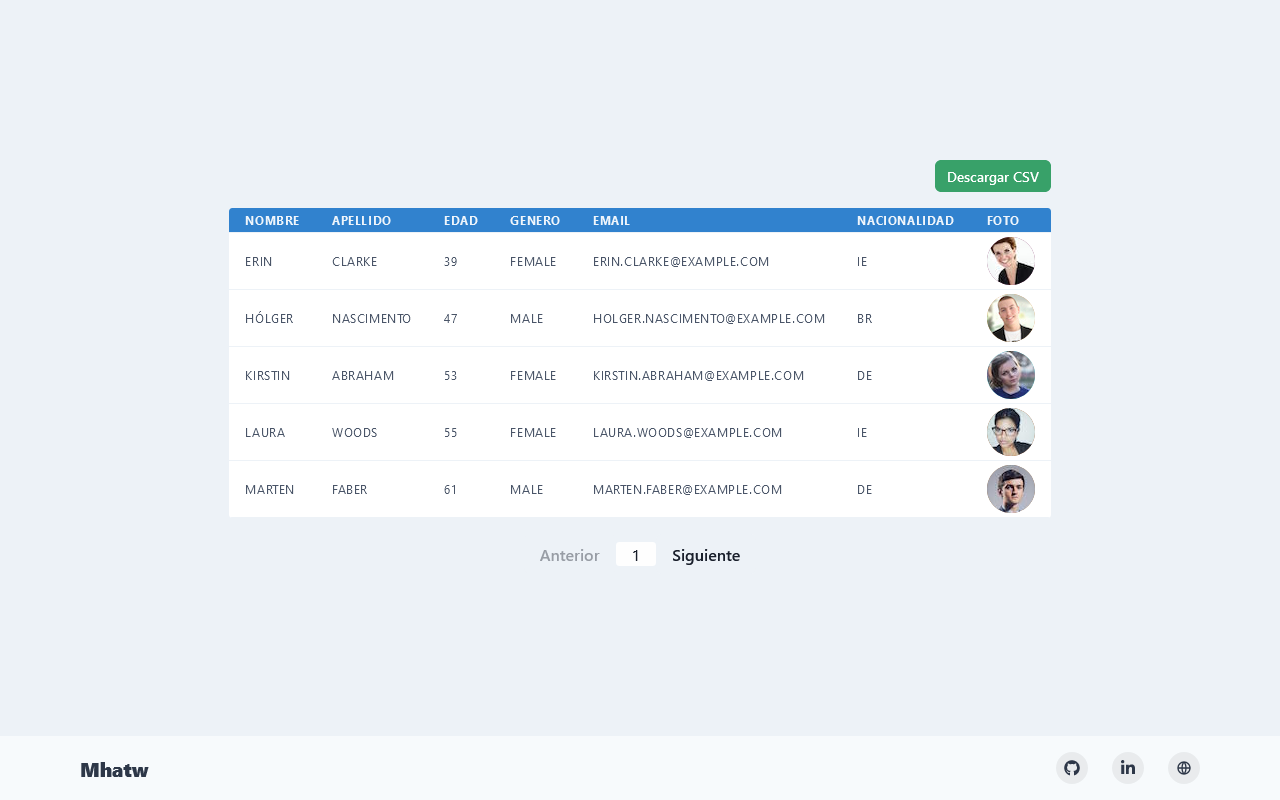 Descargar CSV
NOMBRE APELLIDO EDAD GENERO EMAIL NACIONALIDAD FOTO
ERIN CLARKE 39 FEMALE ERIN.CLARKE@EXAMPLE.COM IE
HÓLGER NASCIMENTO 47 MALE HOLGER.NASCIMENTO@EXAMPLE.COM BR
KIRSTIN ABRAHAM 53 FEMALE KIRSTIN.ABRAHAM@EXAMPLE.COM DE
LAURA WOODS 55 FEMALE LAURA.WOODS@EXAMPLE.COM IE
MARTEN FABER 61 MALE MARTEN.FABER@EXAMPLE.COM DE
Anterior 1 Siguiente
Mhatw